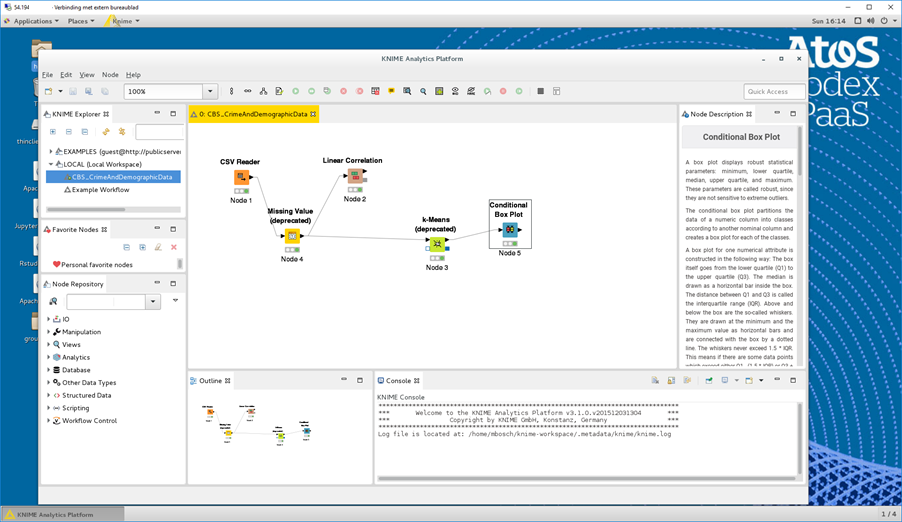 54.194 · Verbinding met extern bureaublad
Applications Places Knime Sun 16:14
Atos
odex
PaaS
KNIME Analytics Platform
File Edit View Node Help
100% Quick Access
KNIME Explorer
EXAMPLES (guest@http://publicserver
LOCAL (Local Workspace)
CBS_CrimeAndDemographicData
Example Workflow
Favorite Nodes
Personal favorite nodes
Node Repository
IO
Manipulation
Views
Analytics
Database
Other Data Types
Structured Data
Scripting
Workflow Control
thinclie
Apach
Jupyter
Rstud
Apach
grou
0: CBS_CrimeAndDemographicData
CSV Reader
Node 1
Linear Correlation
Node 2
Missing Value
(deprecated)
Node 4
k-Means
(deprecated)
Node 3
Conditional
Box Plot
Node 5
Node Description
Conditional Box Plot
A box plot displays robust statistical
parameters: minimum, lower quartile,
median, upper quartile, and maximum.
These parameters are called robust, since
they are not sensitive to extreme outliers.
The conditional box plot partitions the
data of a numeric column into classes
according to another nominal column and
creates a box plot for each of the classes.
A box plot for one numerical attribute is
constructed in the following way: The box
itself goes from the lower quartile (Q1) to
the upper quartile (Q3). The median is
drawn as a horizontal bar inside the box.
The distance between Q1 and Q3 is called
the interquartile range (IQR). Above and
below the box are the so-called whiskers.
They are drawn at the minimum and the
maximum value as horizontal bars and
are connected with the box by a dotted
line. The whiskers never exceed 1.5 * IQR.
This means if there are some data points
Outline
Console
KNIME Console
***********************************************************************
*** Welcome to the KNIME Analytics Platform v3.1.0.v201512031304 ***
*** Copyright by KNIME GmbH, Konstanz, Germany ***
***********************************************************************
Log file is located at: /home/mbosch/knime-workspace/.metadata/knime/knime.log
KNIME Analytics Platform 1 / 4